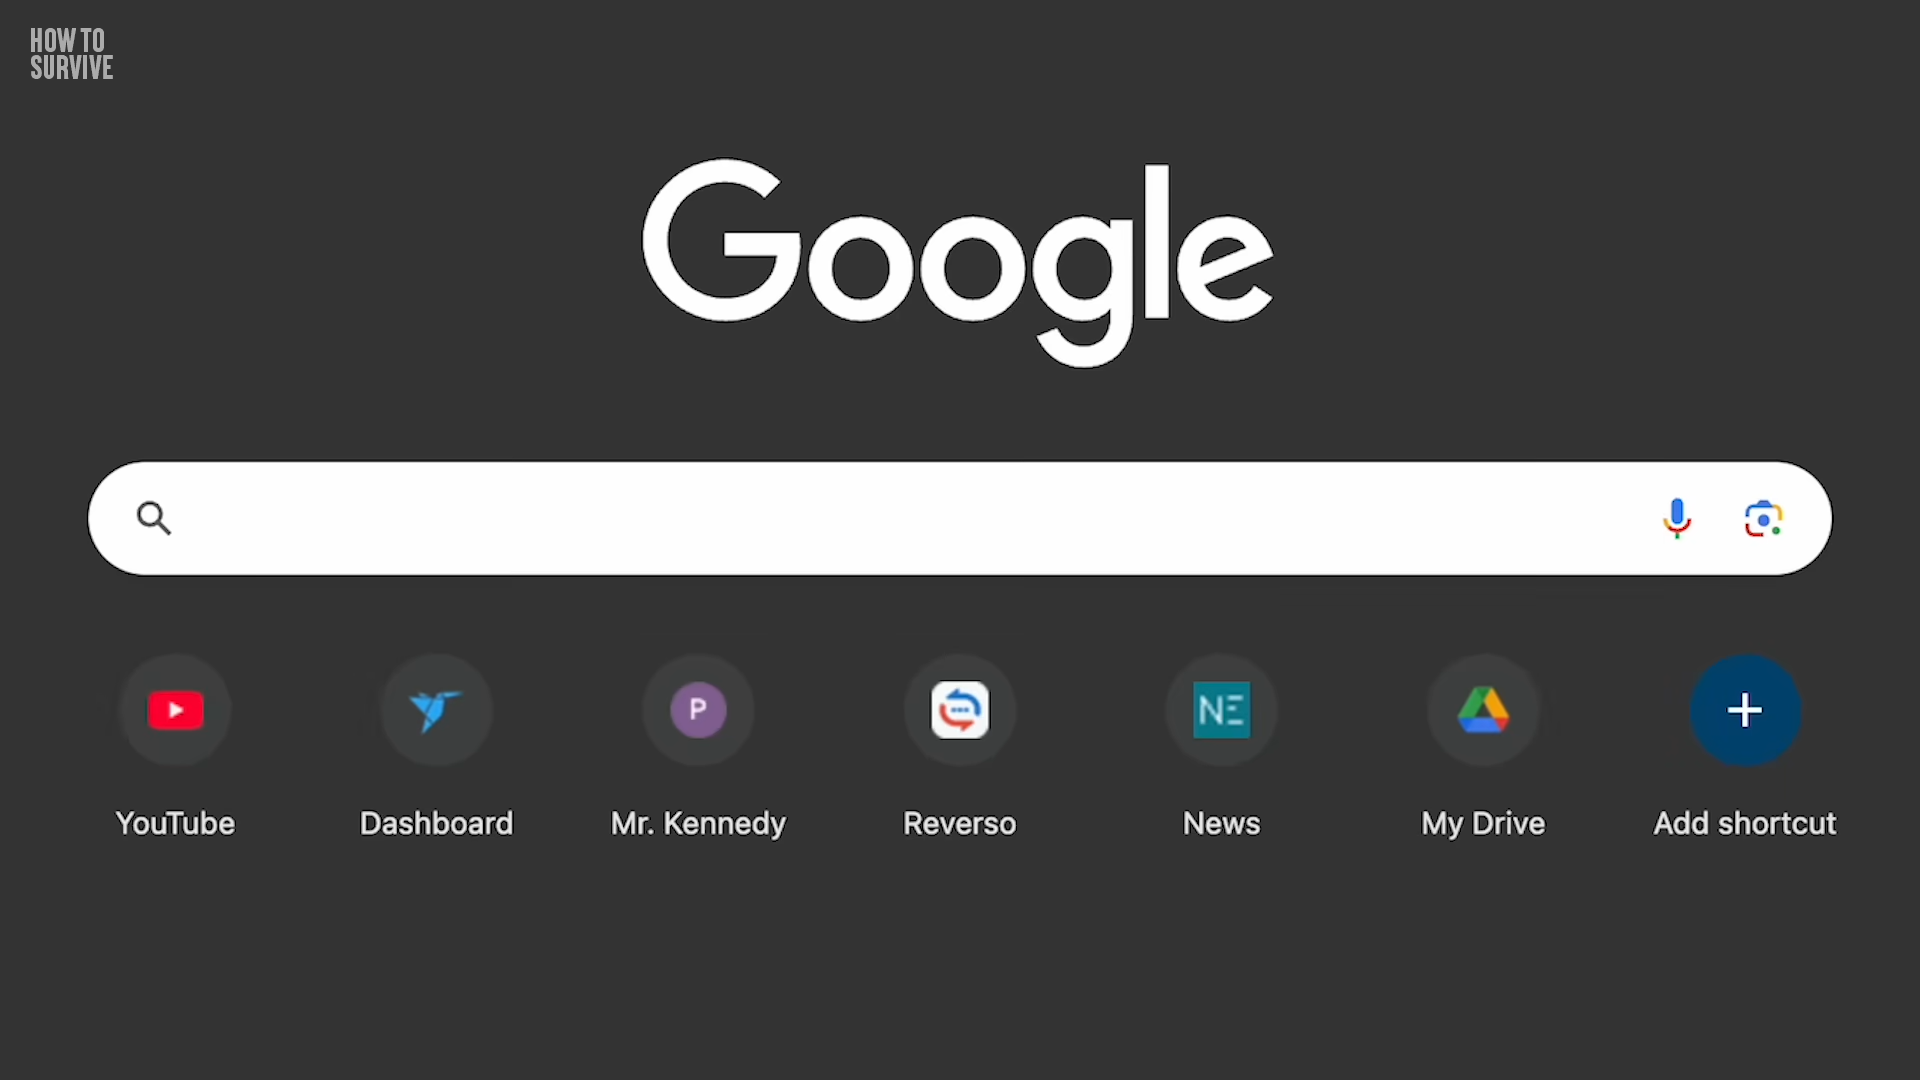 HOW TO
SURVIVE
Google
P
NE
YouTube
Dashboard
Mr. Kennedy
Reverso
News
My Drive
Add shortcut